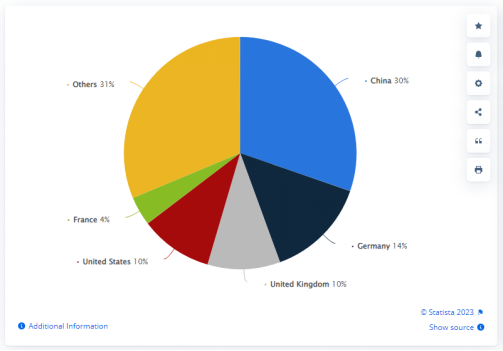 China 30%
Others 31%
France 4%
Germany 14%
United States 10%
United Kingdom 10%
© Statista 2023
Additional Information
Show source